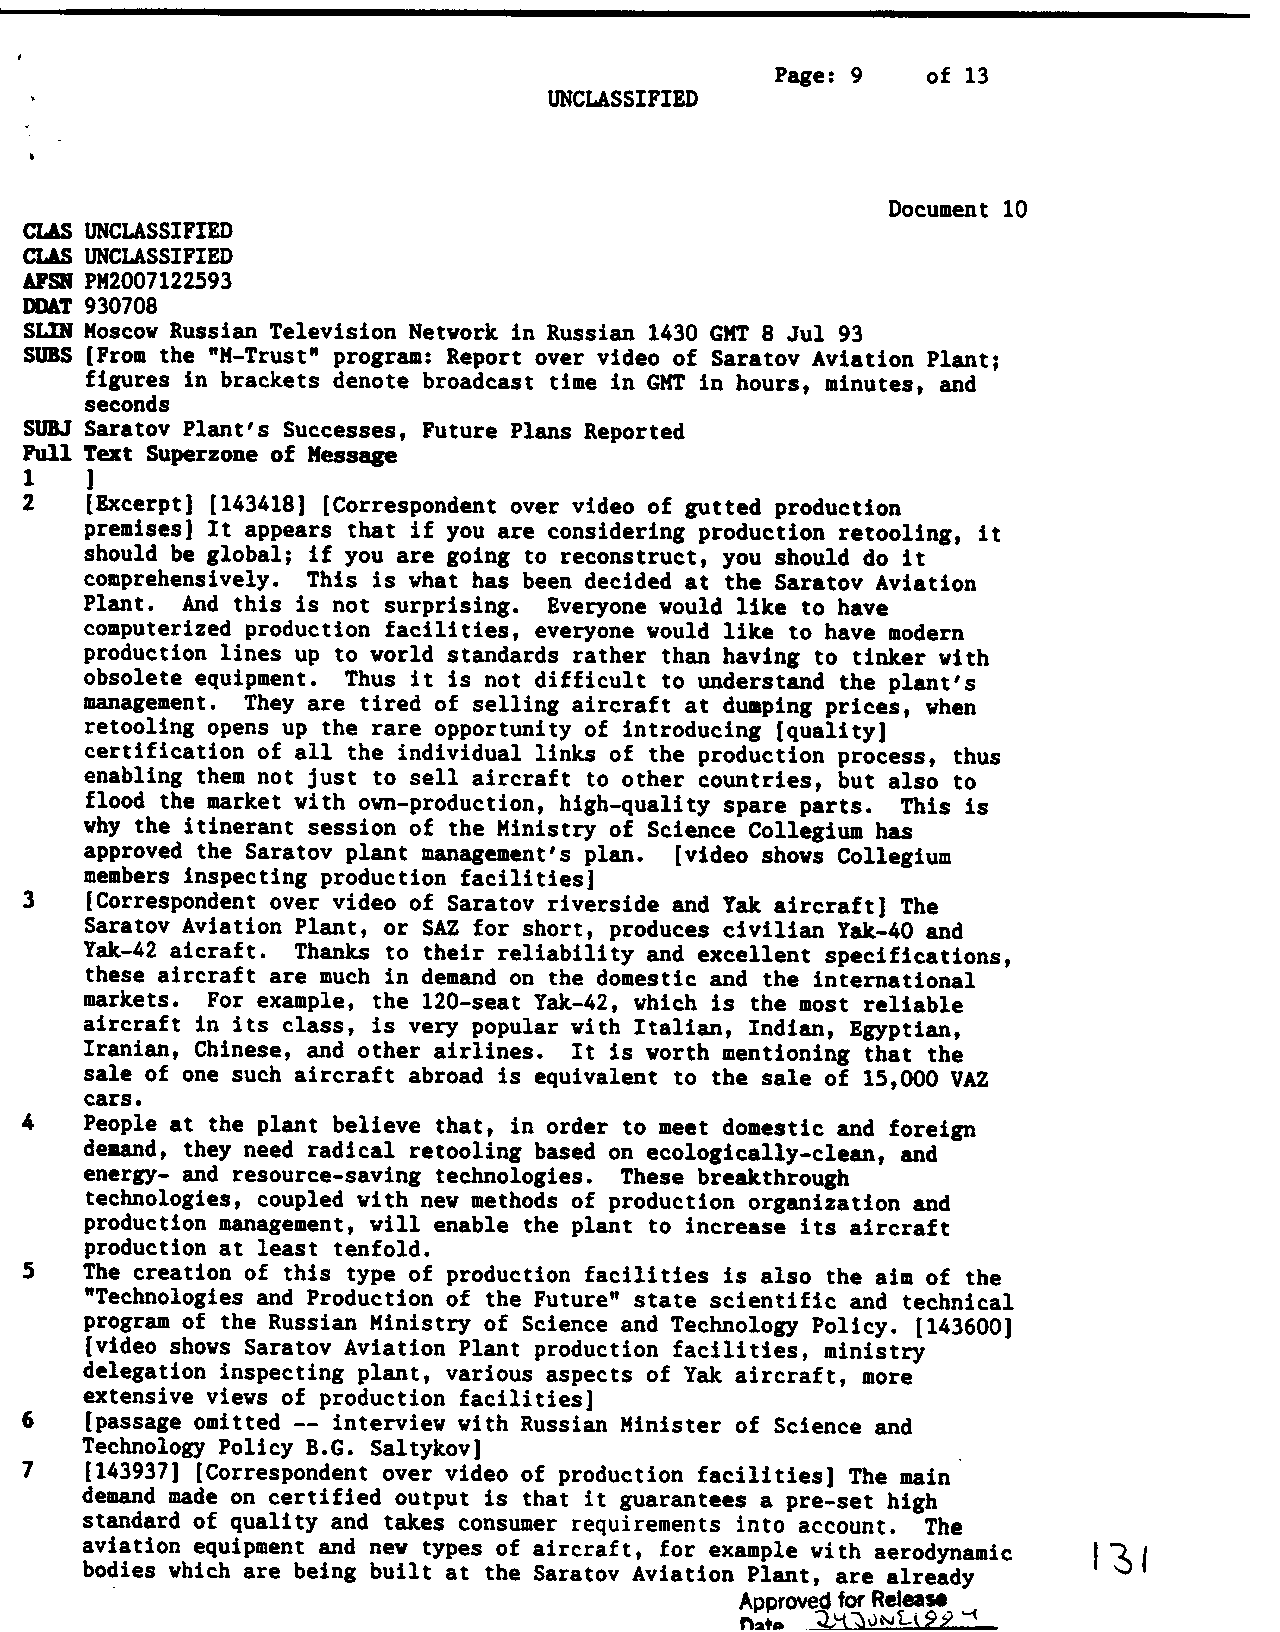 Page: 9 of 13
UNCLASSIFIED
Document 10
CLAS UNCLASSIFIED
CLAS UNCLASSIFIED
AFSN PM2007122593
DDAT 930708
SLIN Moscow Russian Television Network in Russian 1430 GMT 8 Jul 93
SUBS [From the "M-Trust" program: Report over video of Saratov Aviation Plant;
figures in brackets denote broadcast time in GMT in hours, minutes, and
seconds
SUBJ Saratov Plant's Successes, Future Plans Reported
Full Text Superzone of Message
1 ]
2 [Excerpt] [143418] [Correspondent over video of gutted production
premises] It appears that if you are considering production retooling, it
should be global; if you are going to reconstruct, you should do it
comprehensively. This is what has been decided at the Saratov Aviation
Plant. And this is not surprising. Everyone would like to have
computerized production facilities, everyone would like to have modern
production lines up to world standards rather than having to tinker with
obsolete equipment. Thus it is not difficult to understand the plant's
management. They are tired of selling aircraft at dumping prices, when
retooling opens up the rare opportunity of introducing [quality]
certification of all the individual links of the production process, thus
enabling them not just to sell aircraft to other countries, but also to
flood the market with own-production, high-quality spare parts. This is
why the itinerant session of the Ministry of Science Collegium has
approved the Saratov plant management's plan. [video shows Collegium
members inspecting production facilities]
3 [Correspondent over video of Saratov riverside and Yak aircraft] The
Saratov Aviation Plant, or SAZ for short, produces civilian Yak-40 and
Yak-42 aicraft. Thanks to their reliability and excellent specifications,
these aircraft are much in demand on the domestic and the international
markets. For example, the 120-seat Yak-42, which is the most reliable
aircraft in its class, is very popular with Italian, Indian, Egyptian,
Iranian, Chinese, and other airlines. It is worth mentioning that the
sale of one such aircraft abroad is equivalent to the sale of 15,000 VAZ
cars.
4 People at the plant believe that, in order to meet domestic and foreign
demand, they need radical retooling based on ecologically-clean, and
energy- and resource-saving technologies. These breakthrough
technologies, coupled with new methods of production organization and
production management, will enable the plant to increase its aircraft
production at least tenfold.
5 The creation of this type of production facilities is also the aim of the
"Technologies and Production of the Future" state scientific and technical
program of the Russian Ministry of Science and Technology Policy. [143600]
[video shows Saratov Aviation Plant production facilities, ministry
delegation inspecting plant, various aspects of Yak aircraft, more
extensive views of production facilities]
6 [passage omitted -- interview with Russian Minister of Science and
Technology Policy B.G. Saltykov]
7 [143937] [Correspondent over video of production facilities] The main
demand made on certified output is that it guarantees a pre-set high
standard of quality and takes consumer requirements into account. The
aviation equipment and new types of aircraft, for example with aerodynamic
bodies which are being built at the Saratov Aviation Plant, are already
131
Approved for Release
Date 24 JUNE 1994